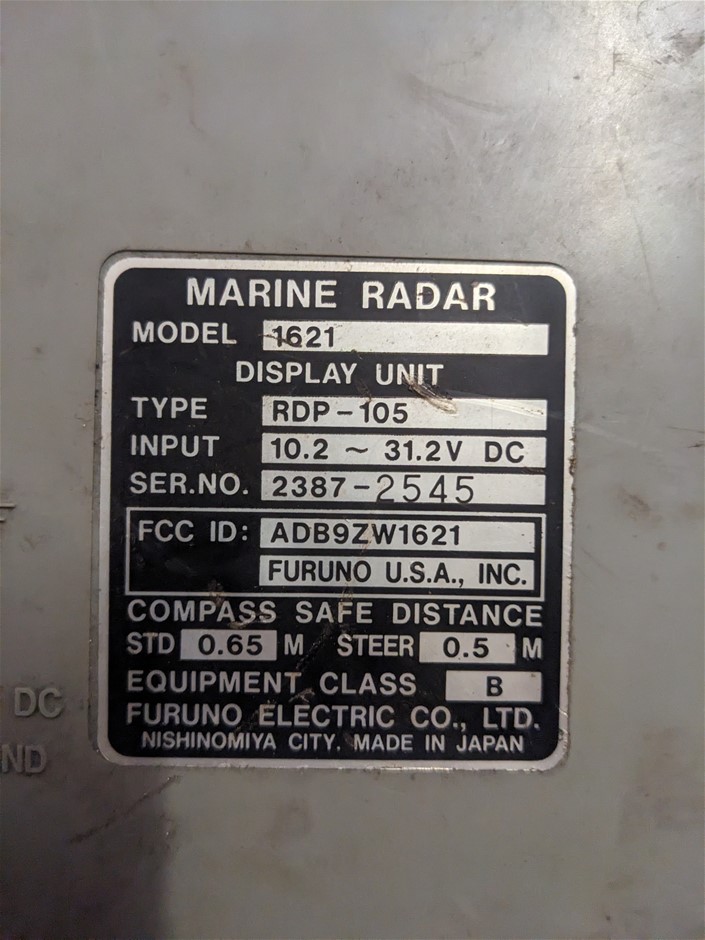 MARINE RADAR
MODEL 1621
DISPLAY UNIT
TYPE RDP-105
INPUT 10.2 ~ 31.2V DC
SER.NO. 2387-2545
FCC ID: ADB9ZW1621
FURUNO U.S.A., INC.
COMPASS SAFE DISTANCE
STD 0.65 M STEER 0.5 M
EQUIPMENT CLASS B
DC
FURUNO ELECTRIC CO., LTD.
NISHINOMIYA CITY, MADE IN JAPAN
ND